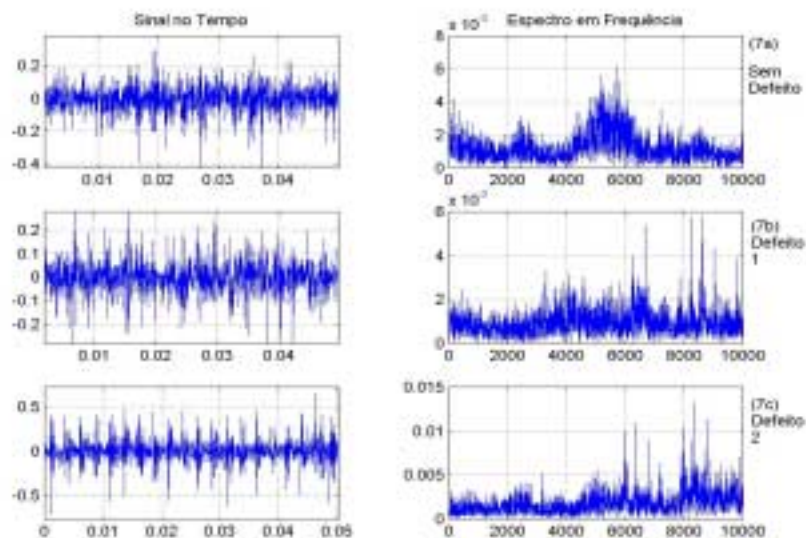 Sinal no Tempo
Espectro em Frequência
0.2
0
-0.2
-0.4
0.01 0.02 0.03 0.04
8 x 10⁻³
6
4
2
0
0 2000 4000 6000 8000 10000
(7a)
Sem
Defeito
0.2
0.1
0
-0.1
-0.2
0.01 0.02 0.03 0.04
6 x 10⁻³
4
2
0
0 2000 4000 6000 8000 10000
(7b)
Defeito
1
0.5
0
-0.5
0 0.01 0.02 0.03 0.04 0.05
0.015
0.01
0.005
0
0 2000 4000 6000 8000 10000
(7c)
Defeito
2